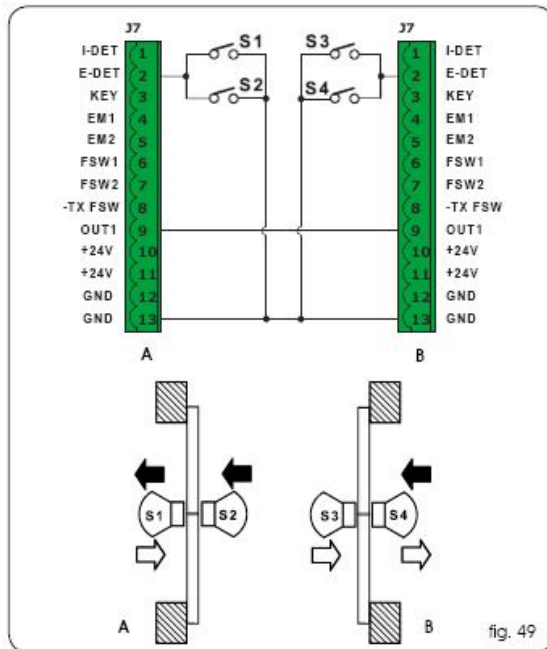 J7
I-DET 1
E-DET 2
KEY 3
EM1 4
EM2 5
FSW1 6
FSW2 7
-TX FSW 8
OUT1 9
+24V 10
+24V 11
GND 12
GND 13
A
S1
S2
S3
S4
J7
1 I-DET
2 E-DET
3 KEY
4 EM1
5 EM2
6 FSW1
7 FSW2
8 -TX FSW
9 OUT1
10 +24V
11 +24V
12 GND
13 GND
B
S1 S2
S3 S4
A
B
fig. 49